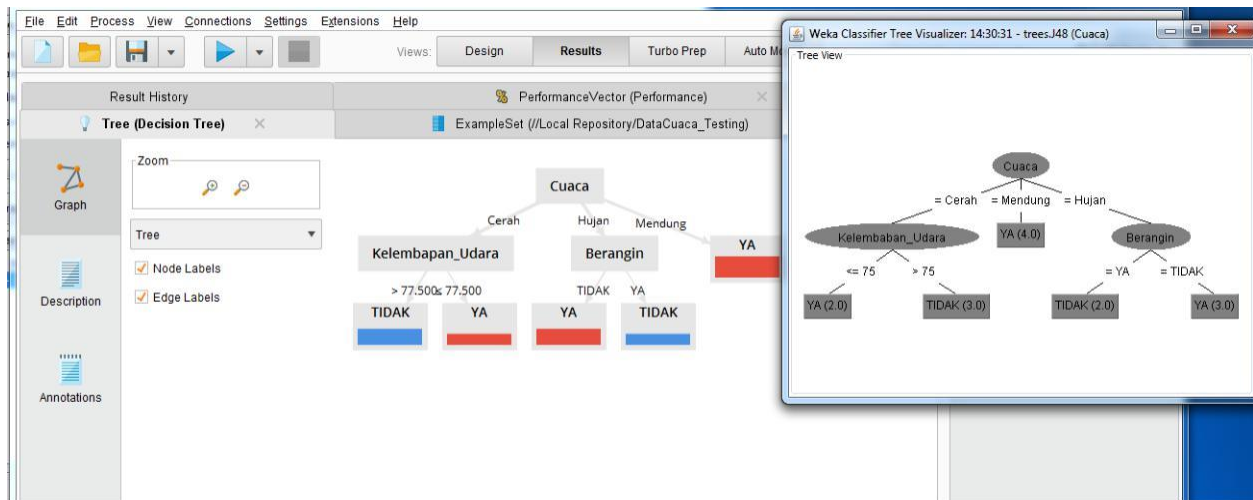 File Edit Process View Connections Settings Extensions Help
Views: Design Results Turbo Prep Auto
Result History
PerformanceVector (Performance)
Tree (Decision Tree)
ExampleSet (//Local Repository/DataCuaca_Testing)
Graph
Description
Annotations
Zoom
Tree
Node Labels
Edge Labels
Cuaca
Cerah Hujan Mendung
Kelembapan_Udara Berangin YA
> 77.500 ≤ 77.500 TIDAK YA
TIDAK YA YA TIDAK
Weka Classifier Tree Visualizer: 14:30:31 - trees.J48 (Cuaca)
Tree View
Cuaca
= Cerah = Mendung = Hujan
Kelembaban_Udara YA (4.0) Berangin
<= 75 > 75 = YA = TIDAK
YA (2.0) TIDAK (3.0) TIDAK (2.0) YA (3.0)